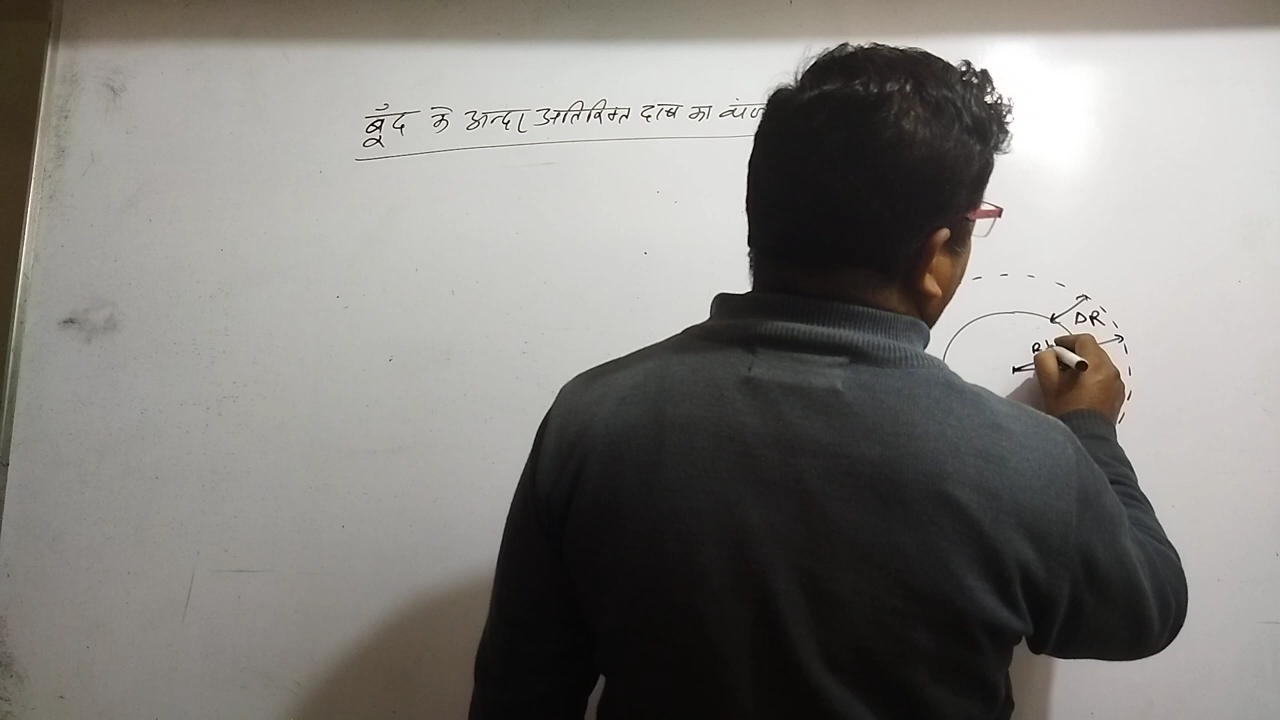 बूँद के अन्दर अतिरिक्त दाब का
ΔR
R